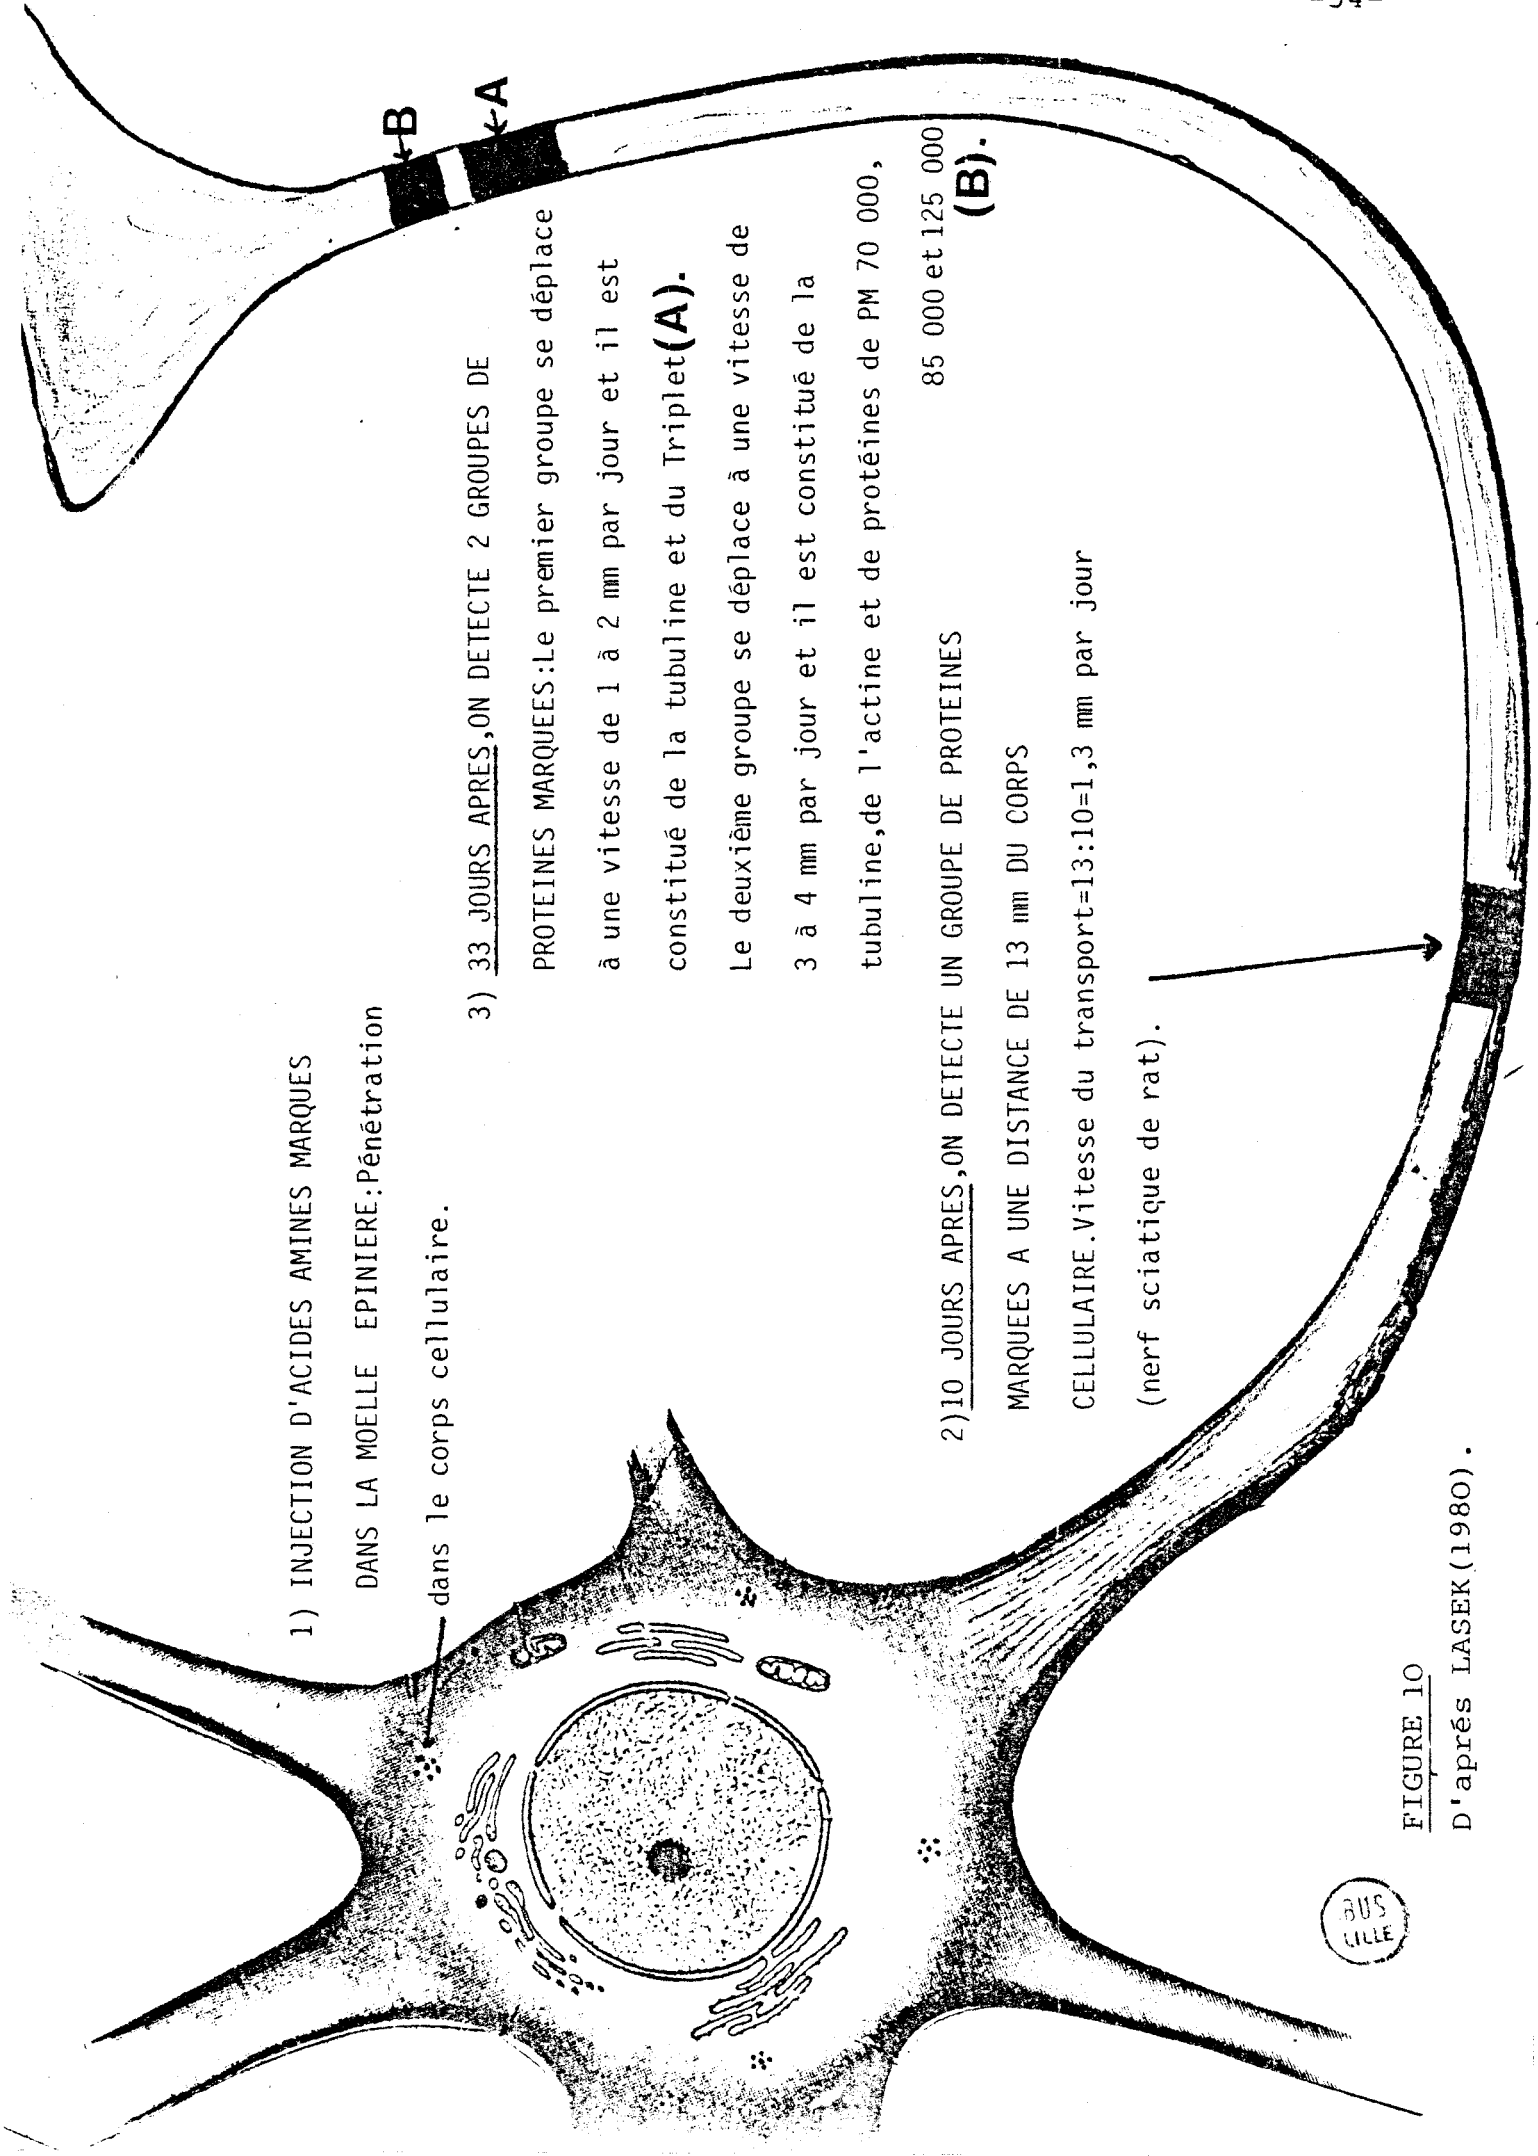 1) INJECTION D'ACIDES AMINES MARQUES
DANS LA MOELLE EPINIERE:Pénétration
dans le corps cellulaire.
3) 33 JOURS APRES,ON DETECTE 2 GROUPES DE
PROTEINES MARQUEES:Le premier groupe se déplace
à une vitesse de 1 à 2 mm par jour et il est
constitué de la tubuline et du Triplet(A).
Le deuxième groupe se déplace à une vitesse de
3 à 4 mm par jour et il est constitué de la
tubuline,de l'actine et de protéines de PM 70 000,
85 000 et 125 000
(B).
B
A
2)10 JOURS APRES,ON DETECTE UN GROUPE DE PROTEINES
MARQUEES A UNE DISTANCE DE 13 mm DU CORPS
CELLULAIRE.Vitesse du transport=13:10=1,3 mm par jour
(nerf sciatique de rat).
FIGURE 10
D'aprés LASEK(1980).
BUS
LILLE